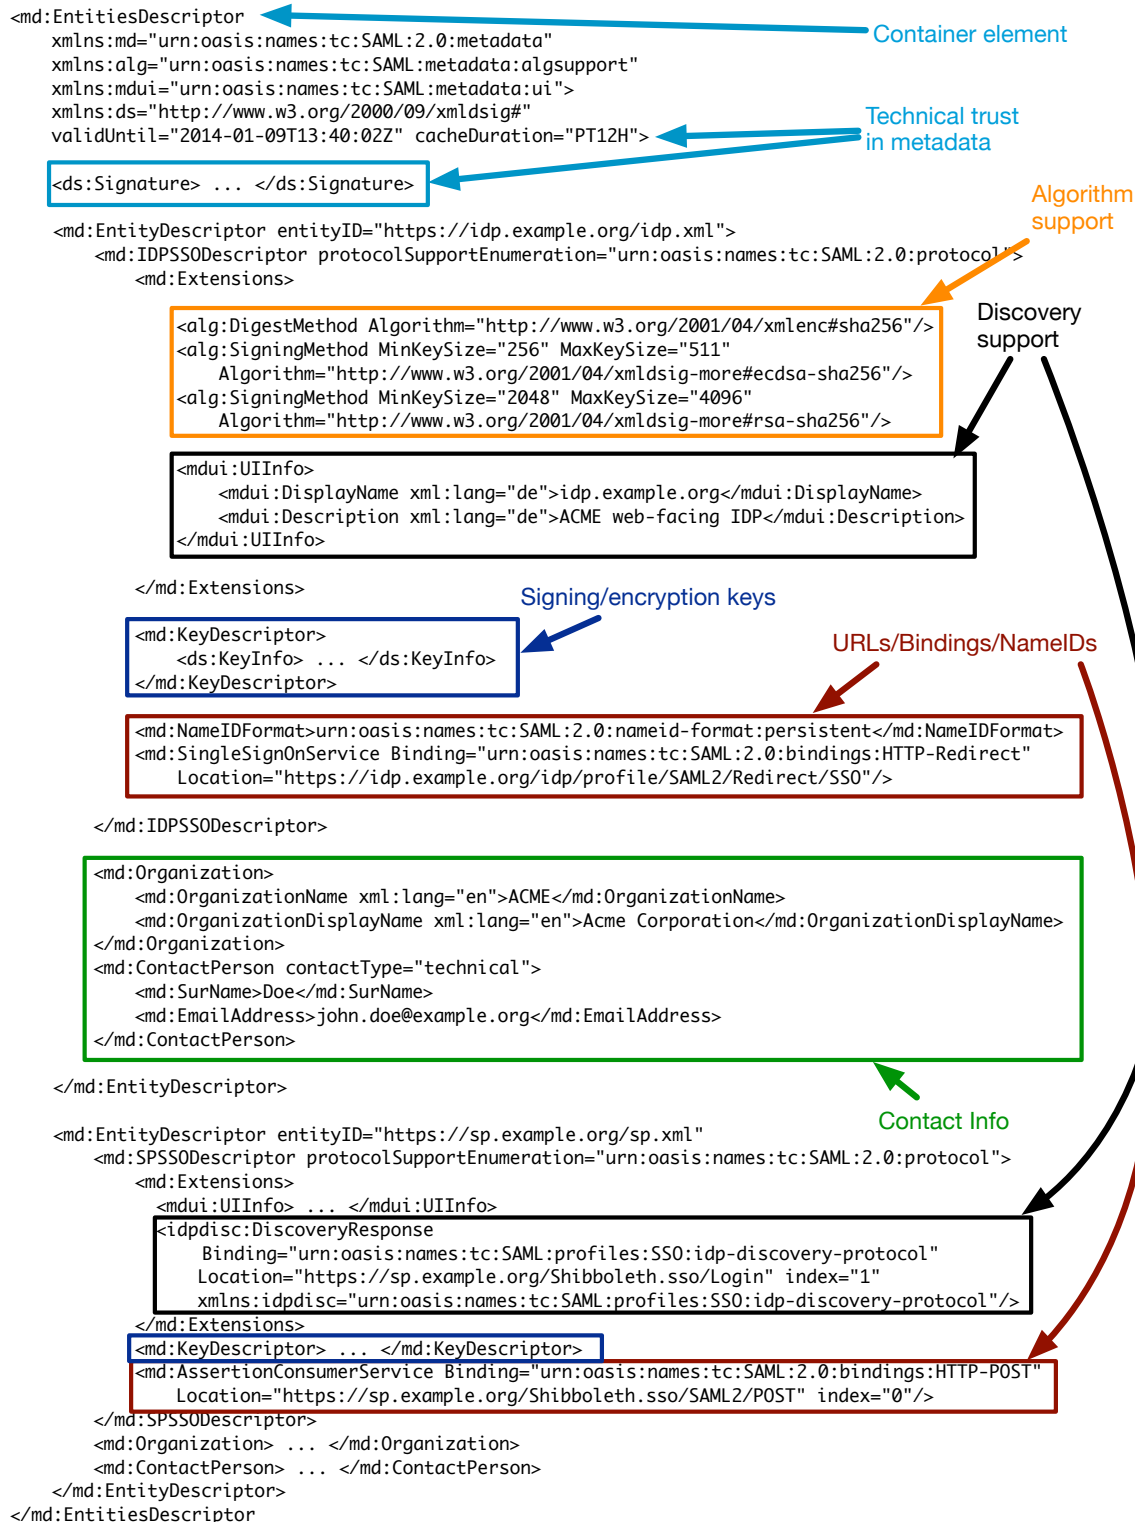 <md:EntitiesDescriptor
Container element
xmlns:md="urn:oasis:names:tc:SAML:2.0:metadata"
xmlns:alg="urn:oasis:names:tc:SAML:metadata:algsupport"
xmlns:mdui="urn:oasis:names:tc:SAML:metadata:ui">
xmlns:ds="http://www.w3.org/2000/09/xmldsig#"
validUntil="2014-01-09T13:40:02Z" cacheDuration="PT12H">
Technical trust
in metadata
<ds:Signature> ... </ds:Signature>
Algorithm
support
<md:EntityDescriptor entityID="https://idp.example.org/idp.xml">
<md:IDPSSODescriptor protocolSupportEnumeration="urn:oasis:names:tc:SAML:2.0:protocol">
<md:Extensions>
Discovery
support
<alg:DigestMethod Algorithm="http://www.w3.org/2001/04/xmlenc#sha256"/>
<alg:SigningMethod MinKeySize="256" MaxKeySize="511"
Algorithm="http://www.w3.org/2001/04/xmldsig-more#ecdsa-sha256"/>
<alg:SigningMethod MinKeySize="2048" MaxKeySize="4096"
Algorithm="http://www.w3.org/2001/04/xmldsig-more#rsa-sha256"/>
<mdui:UIInfo>
<mdui:DisplayName xml:lang="de">idp.example.org</mdui:DisplayName>
<mdui:Description xml:lang="de">ACME web-facing IDP</mdui:Description>
</mdui:UIInfo>
</md:Extensions>
Signing/encryption keys
<md:KeyDescriptor>
<ds:KeyInfo> ... </ds:KeyInfo>
</md:KeyDescriptor>
URLs/Bindings/NameIDs
<md:NameIDFormat>urn:oasis:names:tc:SAML:2.0:nameid-format:persistent</md:NameIDFormat>
<md:SingleSignOnService Binding="urn:oasis:names:tc:SAML:2.0:bindings:HTTP-Redirect"
Location="https://idp.example.org/idp/profile/SAML2/Redirect/SSO"/>
</md:IDPSSODescriptor>
<md:Organization>
<md:OrganizationName xml:lang="en">ACME</md:OrganizationName>
<md:OrganizationDisplayName xml:lang="en">Acme Corporation</md:OrganizationDisplayName>
</md:Organization>
<md:ContactPerson contactType="technical">
<md:SurName>Doe</md:SurName>
<md:EmailAddress>john.doe@example.org</md:EmailAddress>
</md:ContactPerson>
</md:EntityDescriptor>
Contact Info
<md:EntityDescriptor entityID="https://sp.example.org/sp.xml"
<md:SPSSODescriptor protocolSupportEnumeration="urn:oasis:names:tc:SAML:2.0:protocol">
<md:Extensions>
<mdui:UIInfo> ... </mdui:UIInfo>
<idpdisc:DiscoveryResponse
Binding="urn:oasis:names:tc:SAML:profiles:SSO:idp-discovery-protocol"
Location="https://sp.example.org/Shibboleth.sso/Login" index="1"
xmlns:idpdisc="urn:oasis:names:tc:SAML:profiles:SSO:idp-discovery-protocol"/>
</md:Extensions>
<md:KeyDescriptor> ... </md:KeyDescriptor>
<md:AssertionConsumerService Binding="urn:oasis:names:tc:SAML:2.0:bindings:HTTP-POST"
Location="https://sp.example.org/Shibboleth.sso/SAML2/POST" index="0"/>
</md:SPSSODescriptor>
<md:Organization> ... </md:Organization>
<md:ContactPerson> ... </md:ContactPerson>
</md:EntityDescriptor>
</md:EntitiesDescriptor